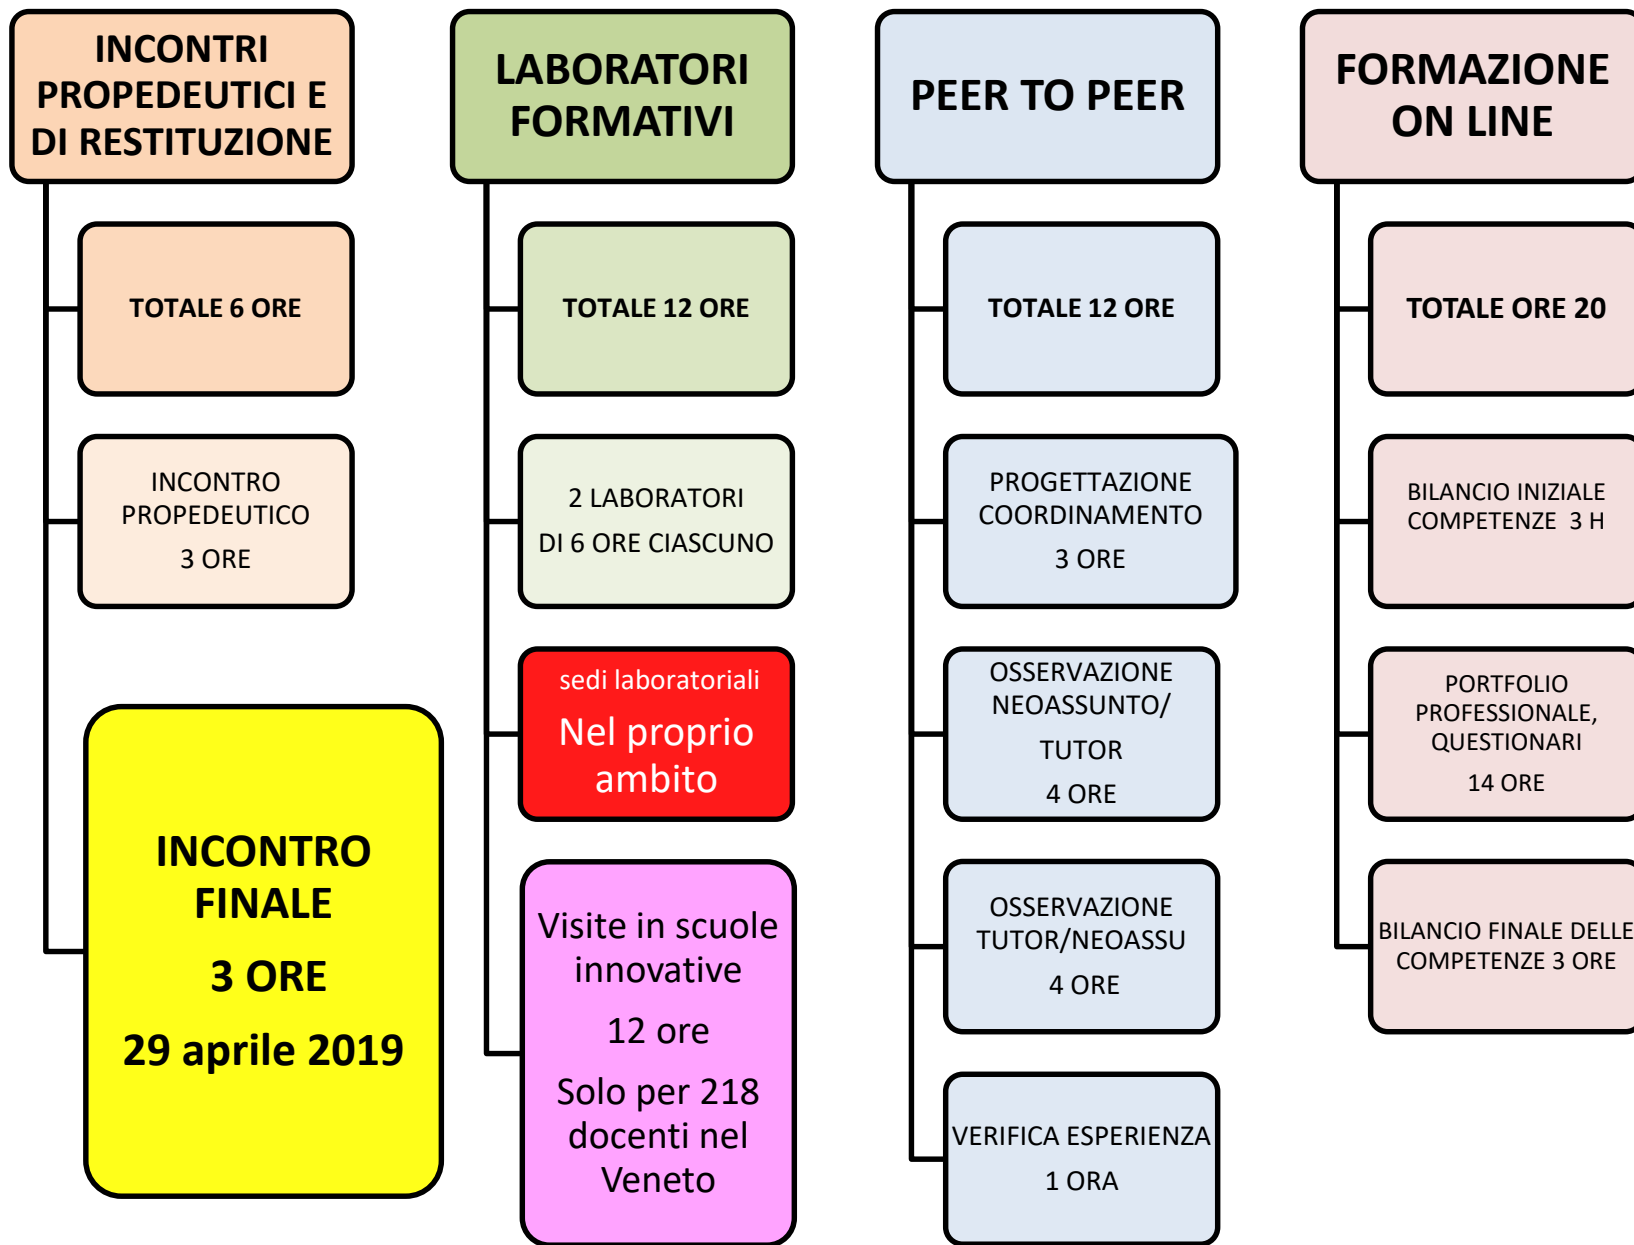 INCONTRI
PROPEDEUTICI E
DI RESTITUZIONE
TOTALE 6 ORE
INCONTRO
PROPEDEUTICO
3 ORE
INCONTRO
FINALE
3 ORE
29 aprile 2019
LABORATORI
FORMATIVI
TOTALE 12 ORE
2 LABORATORI
DI 6 ORE CIASCUNO
sedi laboratoriali
Nel proprio
ambito
Visite in scuole
innovative
12 ore
Solo per 218
docenti nel
Veneto
PEER TO PEER
TOTALE 12 ORE
PROGETTAZIONE
COORDINAMENTO
3 ORE
OSSERVAZIONE
NEOASSUNTO/
TUTOR
4 ORE
OSSERVAZIONE
TUTOR/NEOASSU
4 ORE
VERIFICA ESPERIENZA
1 ORA
FORMAZIONE
ON LINE
TOTALE ORE 20
BILANCIO INIZIALE
COMPETENZE 3 H
PORTFOLIO
PROFESSIONALE,
QUESTIONARI
14 ORE
BILANCIO FINALE DELLE
COMPETENZE 3 ORE